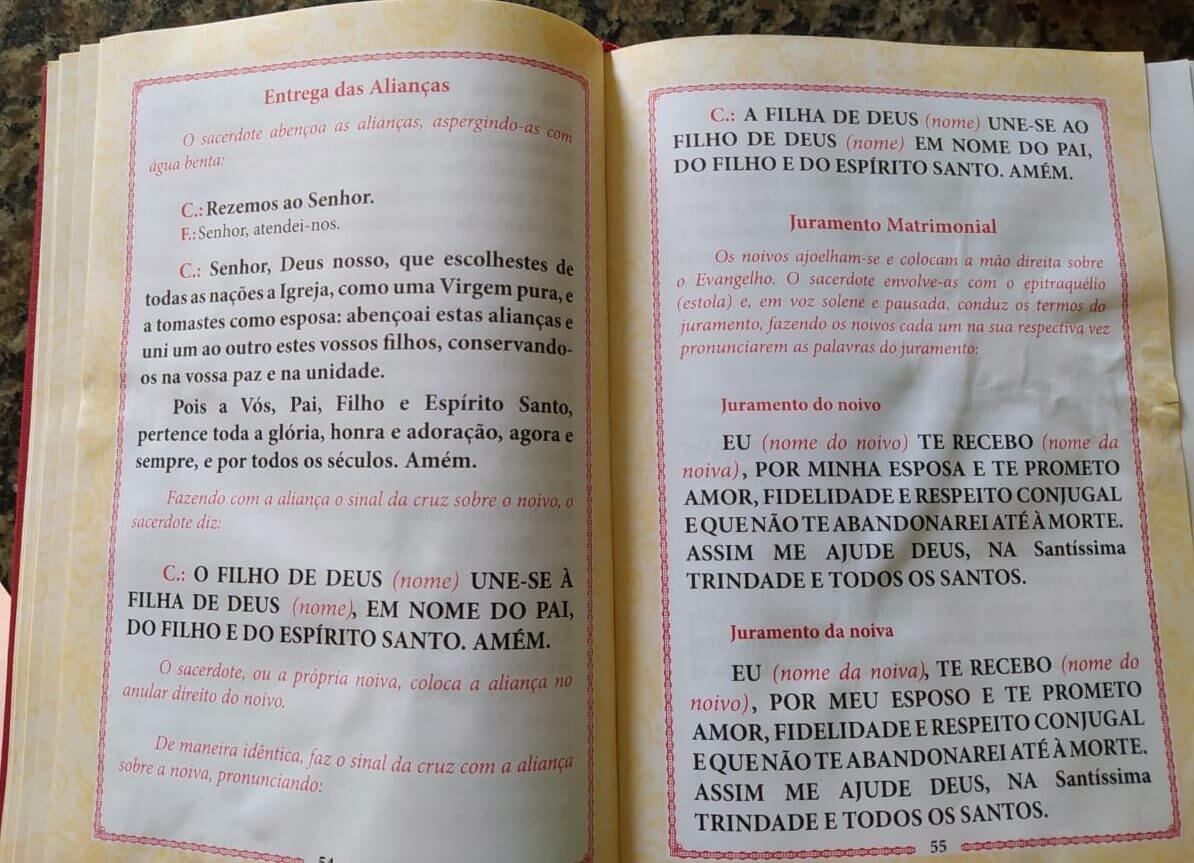 Entrega das Alianças
O sacerdote abençoa as alianças, aspergindo-as com
água benta:
C.: Rezemos ao Senhor.
F.: Senhor, atendei-nos.
C.: Senhor, Deus nosso, que escolhestes de
todas as nações a Igreja, como uma Virgem pura, e
a tomastes como esposa: abençoai estas alianças e
uni um ao outro estes vossos filhos, conservando-
os na vossa paz e na unidade.
Pois a Vós, Pai, Filho e Espírito Santo,
pertence toda a glória, honra e adoração, agora e
sempre, e por todos os séculos. Amém.
Fazendo com a aliança o sinal da cruz sobre o noivo, o
sacerdote diz:
C.: O FILHO DE DEUS (nome) UNE-SE À
FILHA DE DEUS (nome), EM NOME DO PAI,
DO FILHO E DO ESPÍRITO SANTO. AMÉM.
O sacerdote, ou a própria noiva, coloca a aliança no
anular direito do noivo.
De maneira idêntica, faz o sinal da cruz com a aliança
sobre a noiva, pronunciando:
54
C.: A FILHA DE DEUS (nome) UNE-SE AO
FILHO DE DEUS (nome) EM NOME DO PAI,
DO FILHO E DO ESPÍRITO SANTO. AMÉM.
Juramento Matrimonial
Os noivos ajoelham-se e colocam a mão direita sobre
o Evangelho. O sacerdote envolve-as com o epitraquélio
(estola) e, em voz solene e pausada, conduz os termos do
juramento, fazendo os noivos cada um na sua respectiva vez
pronunciarem as palavras do juramento:
Juramento do noivo
EU (nome do noivo) TE RECEBO (nome da
noiva), POR MINHA ESPOSA E TE PROMETO
AMOR, FIDELIDADE E RESPEITO CONJUGAL
E QUE NÃO TE ABANDONAREI ATÉ À MORTE.
ASSIM ME AJUDE DEUS, NA Santíssima
TRINDADE E TODOS OS SANTOS.
Juramento da noiva
EU (nome da noiva), TE RECEBO (nome do
noivo), POR MEU ESPOSO E TE PROMETO
AMOR, FIDELIDADE E RESPEITO CONJUGAL
E QUE NÃO TE ABANDONAREI ATÉ À MORTE.
ASSIM ME AJUDE DEUS, NA Santíssima
TRINDADE E TODOS OS SANTOS.
55